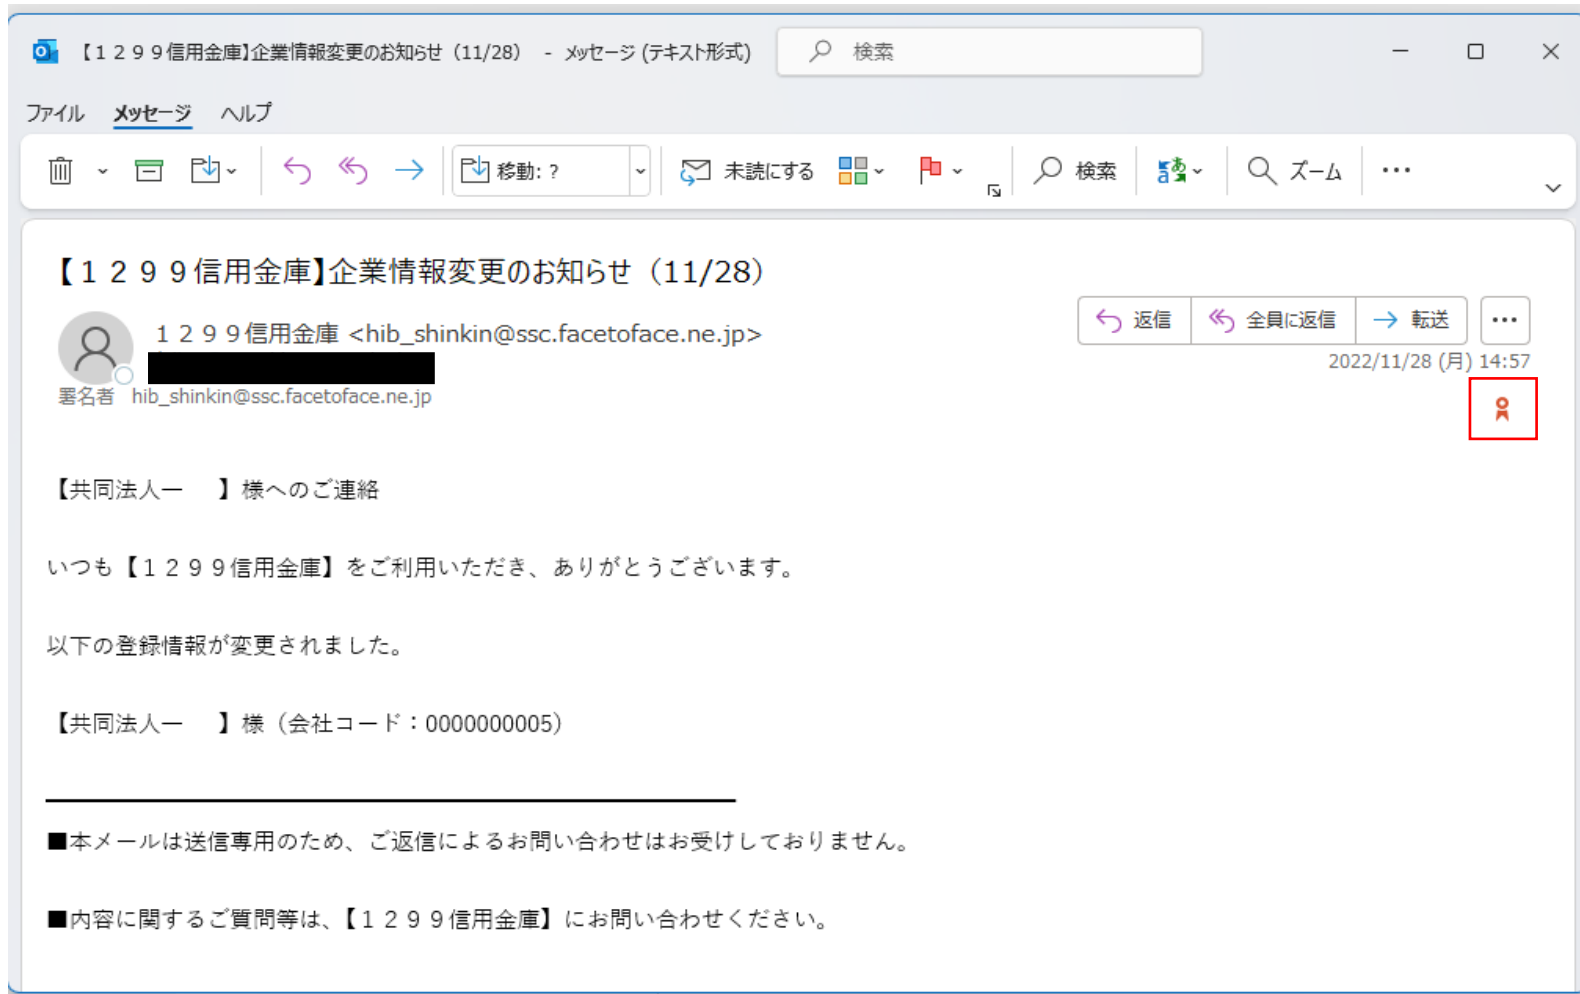 【１２９９信用金庫】企業情報変更のお知らせ（11/28） - メッセージ (テキスト形式)
検索
ファイル メッセージ ヘルプ
移動: ? 未読にする 検索 ズーム
【１２９９信用金庫】企業情報変更のお知らせ（11/28）
１２９９信用金庫 <hib_shinkin@ssc.facetoface.ne.jp>
返信 全員に返信 転送
2022/11/28 (月) 14:57
署名者 hib_shinkin@ssc.facetoface.ne.jp
【共同法人一　】様へのご連絡
いつも【１２９９信用金庫】をご利用いただき、ありがとうございます。
以下の登録情報が変更されました。
【共同法人一　】様（会社コード：0000000005）
■本メールは送信専用のため、ご返信によるお問い合わせはお受けしておりません。
■内容に関するご質問等は、【１２９９信用金庫】にお問い合わせください。